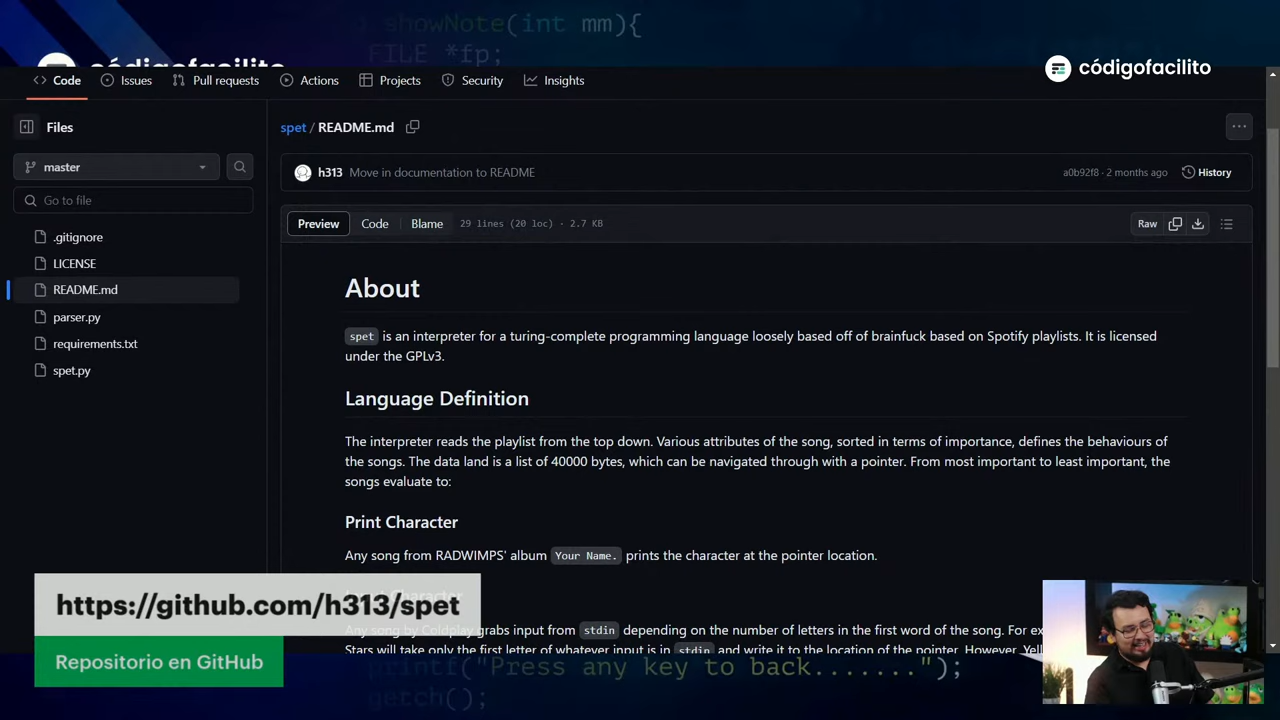 showNote(int mm){
FILE *fp;
códigofacilito
Code Issues Pull requests Actions Projects Security Insights
códigofacilito
Files
master
Go to file
.gitignore
LICENSE
README.md
parser.py
requirements.txt
spet.py
spet / README.md
h313 Move in documentation to README a0b92f8 · 2 months ago History
Preview Code Blame 29 lines (20 loc) · 2.7 KB Raw
About
spet is an interpreter for a turing-complete programming language loosely based off of brainfuck based on Spotify playlists. It is licensed
under the GPLv3.
Language Definition
The interpreter reads the playlist from the top down. Various attributes of the song, sorted in terms of importance, defines the behaviours of
the songs. The data land is a list of 40000 bytes, which can be navigated through with a pointer. From most important to least important, the
songs evaluate to:
Print Character
Any song from RADWIMPS' album Your Name. prints the character at the pointer location.
Any song by Coldplay grabs input from stdin depending on the number of letters in the first word of the song. For ex
Stars will take only the first letter of whatever input is in stdin and write it to the location of the pointer. However, Yell
https://github.com/h313/spet
Repositorio en GitHub
printf("Press any key to back.......");
getch();